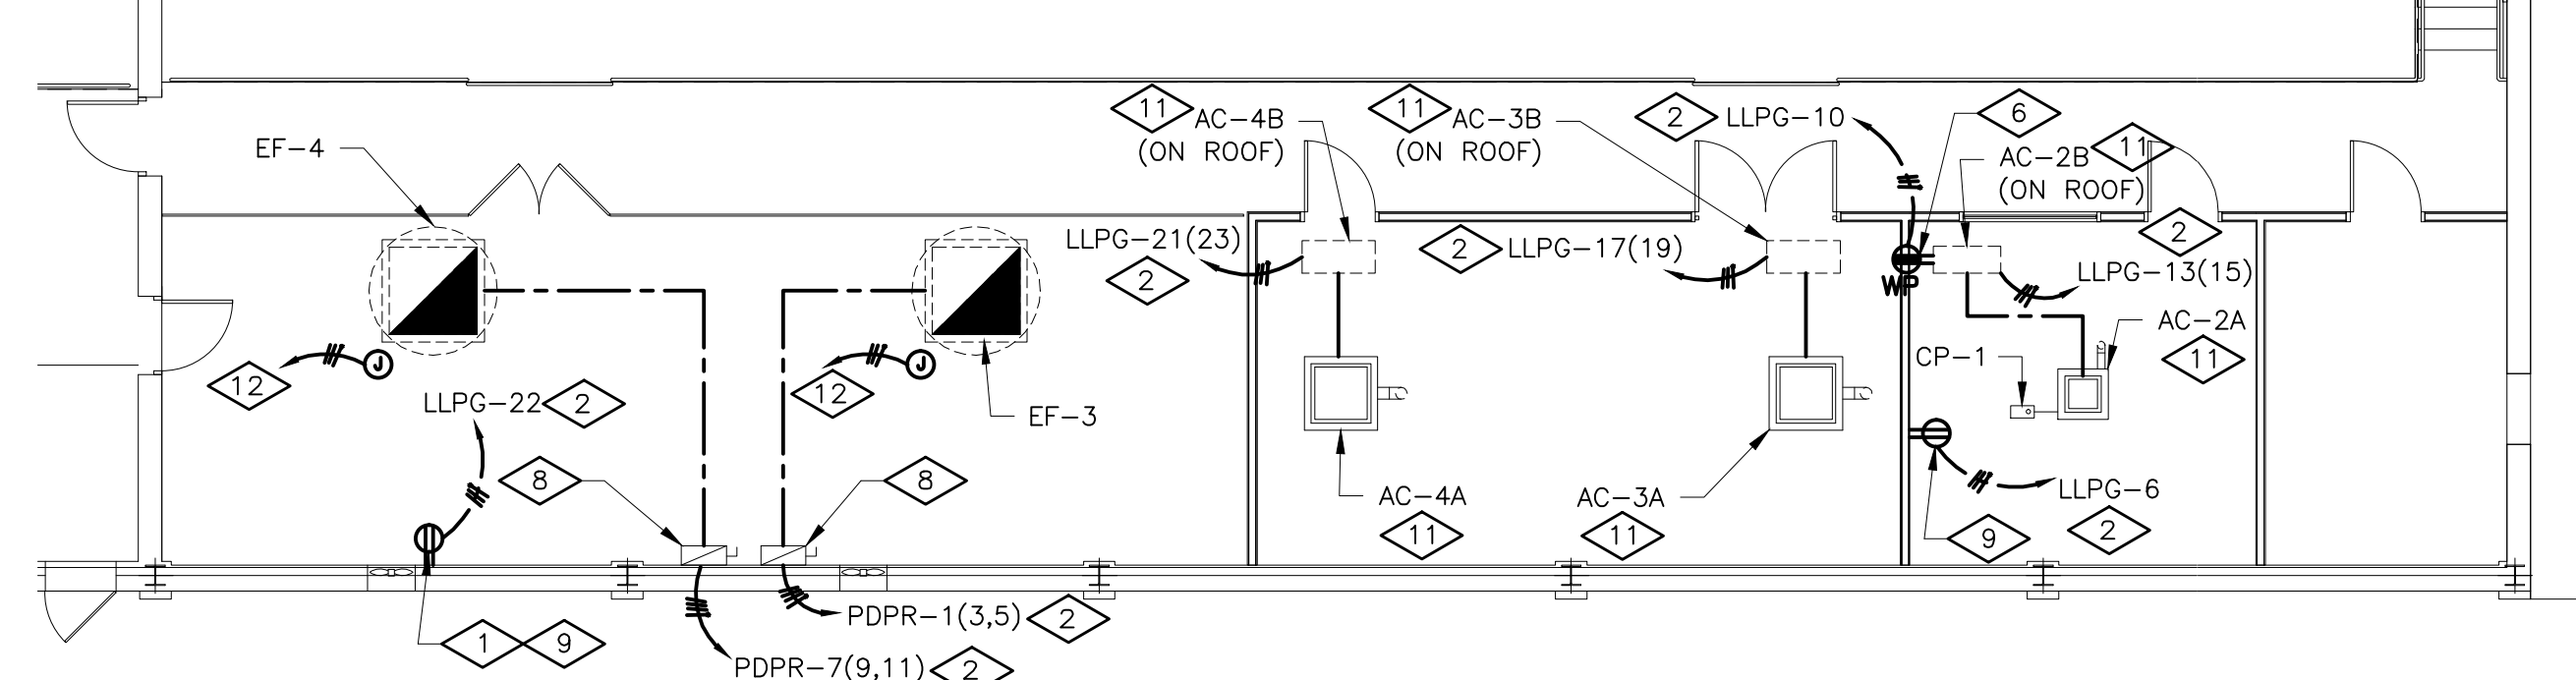 11
AC-4B
(ON ROOF)
11
AC-3B
(ON ROOF)
2
LLPG-10
6
11
AC-2B
(ON ROOF)
EF-4
LLPG-21(23)
2
2
LLPG-17(19)
2
LLPG-13(15)
WP
AC-2A
11
CP-1
J
12
J
12
LLPG-22
2
EF-3
8
8
AC-4A
11
AC-3A
11
LLPG-6
2
9
1
9
PDPR-1(3,5)
2
PDPR-7(9,11)
2